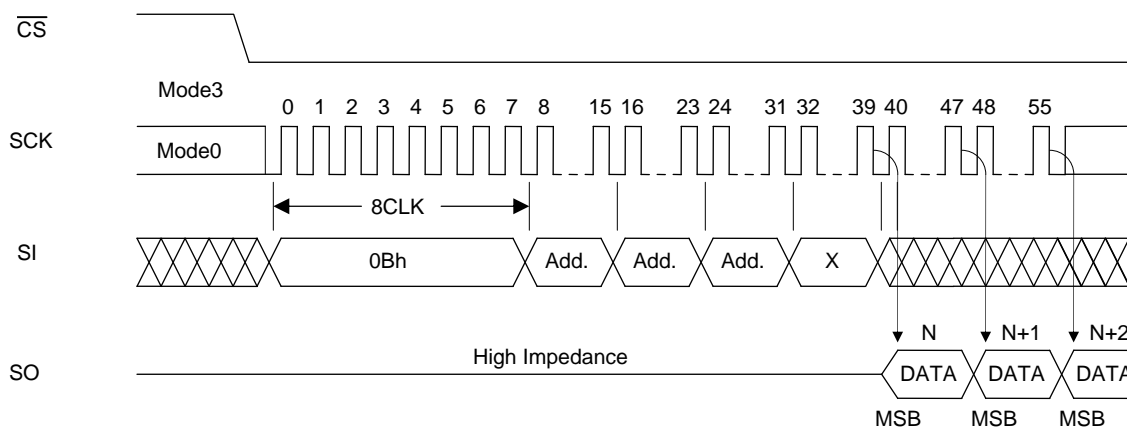 CS
Mode3
0 1 2 3 4 5 6 7 8 15 16 23 24 31 32 39 40 47 48 55
SCK
Mode0
8CLK
SI
0Bh Add. Add. Add. X
N N+1 N+2
High Impedance
SO
DATA DATA DATA
MSB MSB MSB